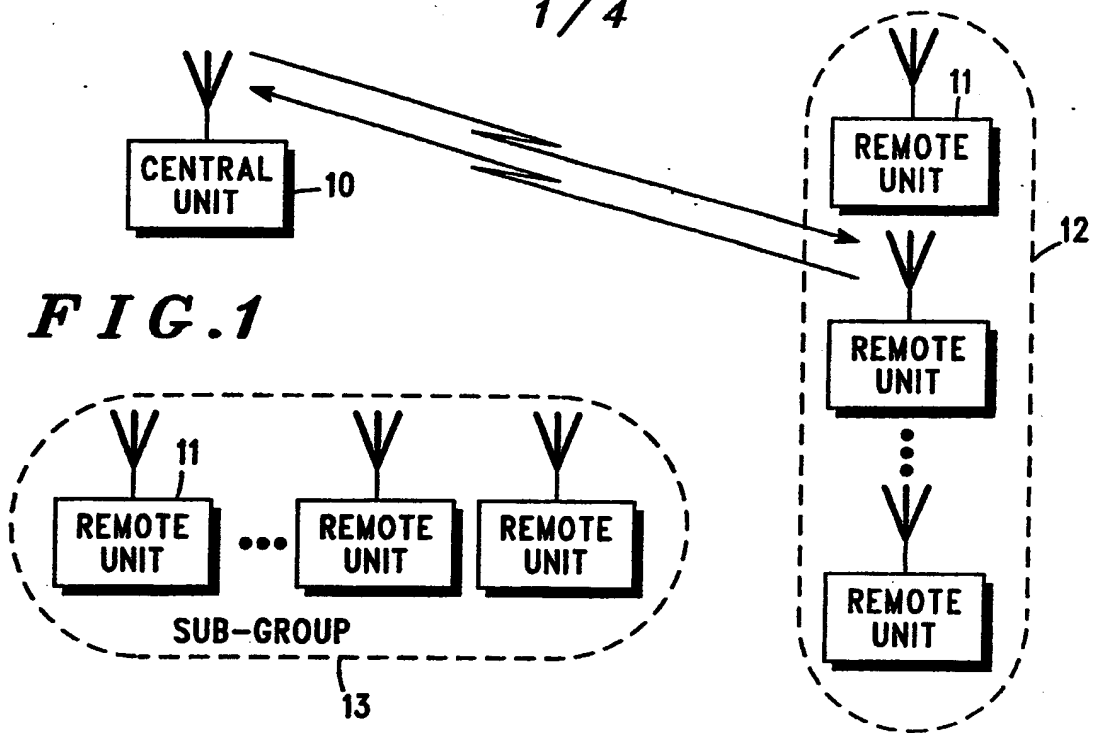 1/4
CENTRAL
UNIT
10
11
REMOTE
UNIT
12
REMOTE
UNIT
REMOTE
UNIT
FIG.1
11
REMOTE
UNIT
REMOTE
UNIT
REMOTE
UNIT
SUB-GROUP
13